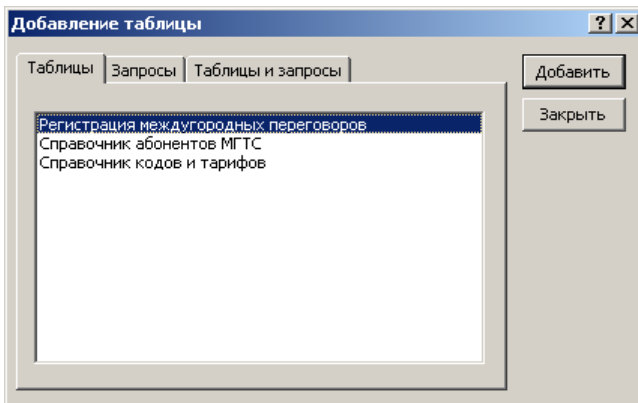 Добавление таблицы
Таблицы Запросы Таблицы и запросы
Добавить
Закрыть
Регистрация междугородных переговоров
Справочник абонентов МГТС
Справочник кодов и тарифов